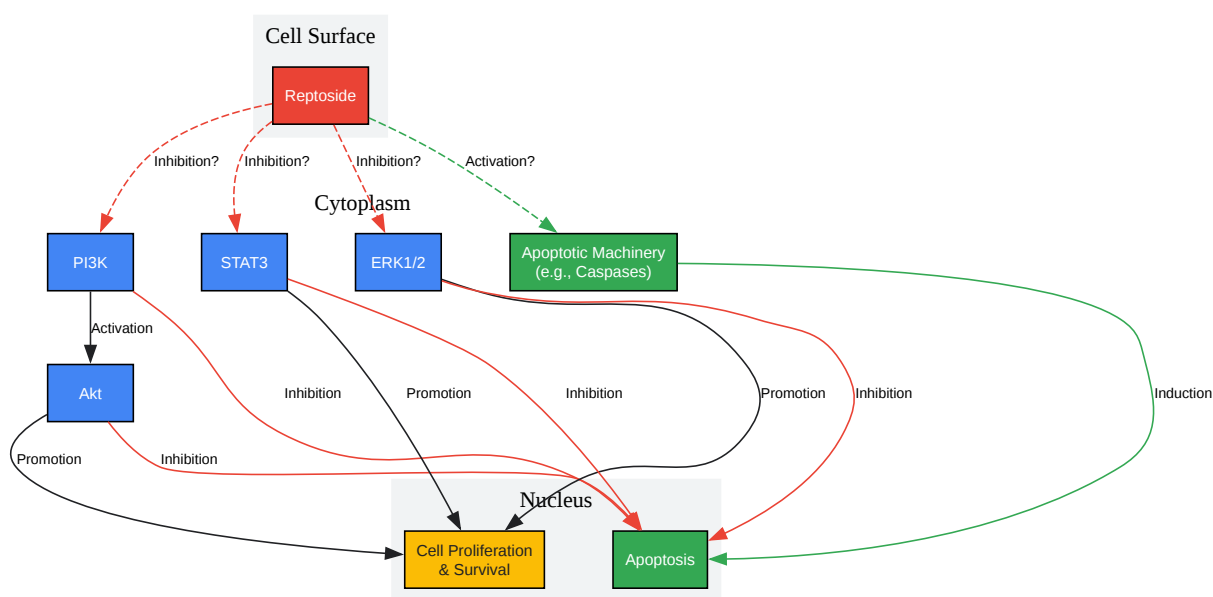 Cell Surface
Reptoside
Inhibition?
Inhibition?
Inhibition?
Activation?
Cytoplasm
PI3K
STAT3
ERK1/2
Apoptotic Machinery
(e.g., Caspases)
Activation
Akt
Inhibition
Promotion
Inhibition
Promotion
Inhibition
Induction
Promotion
Inhibition
Nucleus
Cell Proliferation
& Survival
Apoptosis